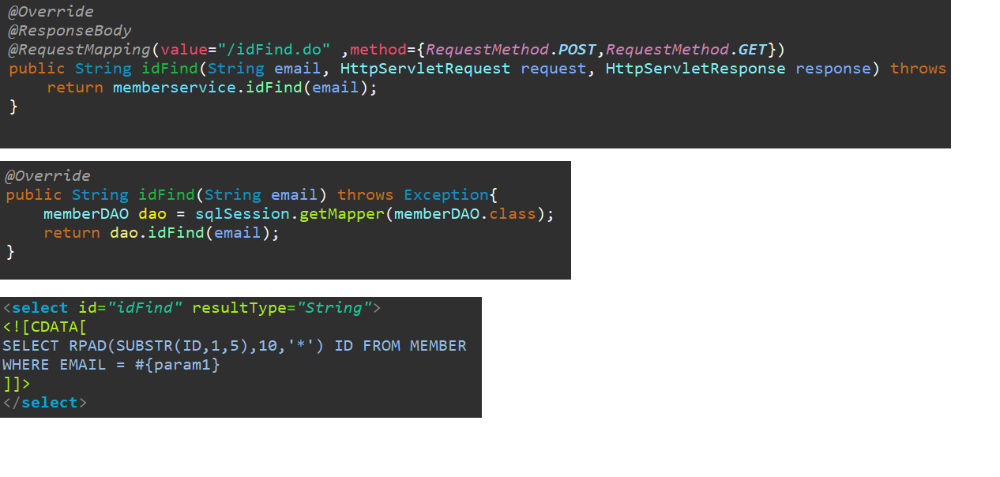 @Override
@ResponseBody
@RequestMapping(value="/idFind.do" ,method={RequestMethod.POST,RequestMethod.GET})
public String idFind(String email, HttpServletRequest request, HttpServletResponse response) throws
return memberservice.idFind(email);
}
@Override
public String idFind(String email) throws Exception{
memberDAO dao = sqlSession.getMapper(memberDAO.class);
return dao.idFind(email);
}
<select id="idFind" resultType="String">
<![CDATA[
SELECT RPAD(SUBSTR(ID,1,5),10,'*') ID FROM MEMBER
WHERE EMAIL = #{param1}
]]>
</select>